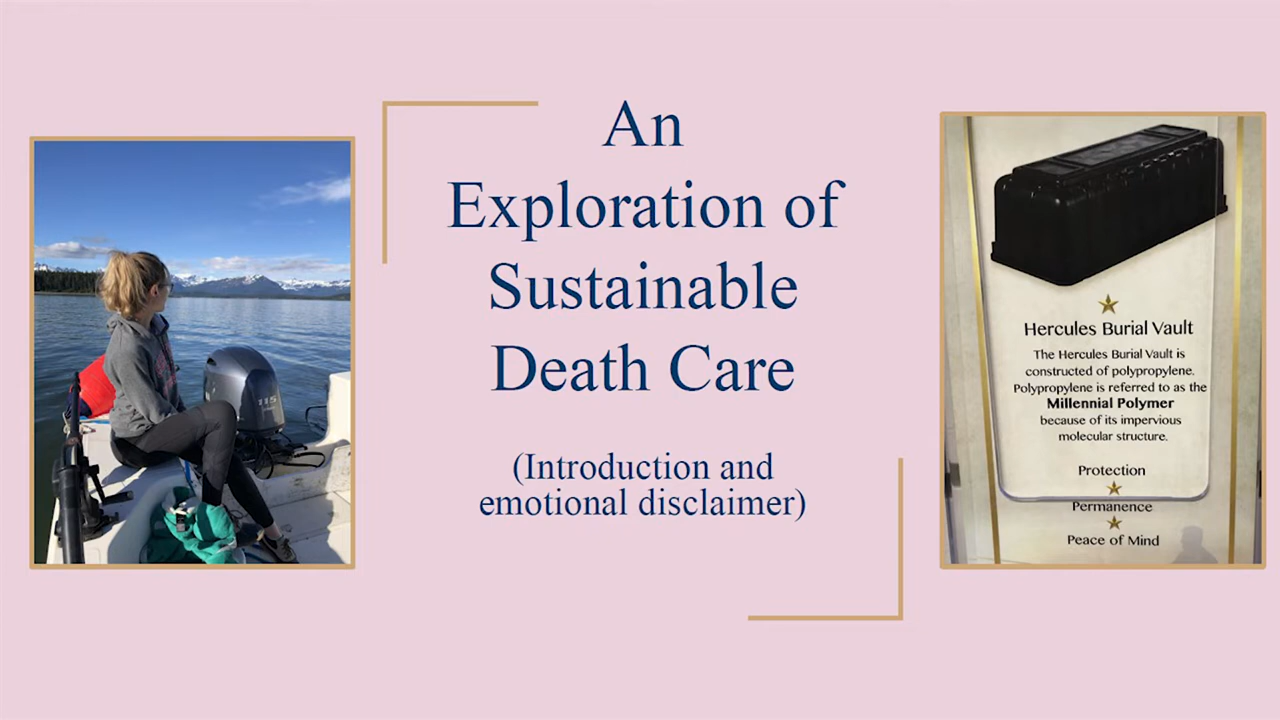 An
Exploration of
Sustainable
Death Care
(Introduction and
emotional disclaimer)
115
Hercules Burial Vault
The Hercules Burial Vault is
constructed of polypropylene.
Polypropylene is referred to as the
Millennial Polymer
because of its impervious
molecular structure.
Protection
Permanence
Peace of Mind